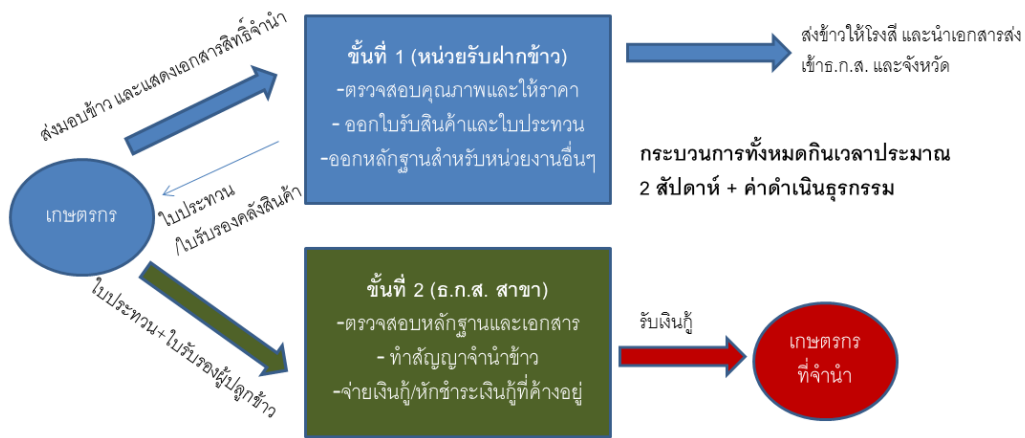 ส่งมอบข้าว และแสดงเอกสารสิทธิ์จำนำ
ขั้นที่ 1 (หน่วยรับฝากข้าว)
-ตรวจสอบคุณภาพและให้ราคา
- ออกใบรับสินค้าและใบประทวน
-ออกหลักฐานสำหรับหน่วยงานอื่นๆ
ส่งข้าวให้โรงสี และนำเอกสารส่ง
เข้าธ.ก.ส. และจังหวัด
กระบวนการทั้งหมดกินเวลาประมาณ
2 สัปดาห์ + ค่าดำเนินธุรกรรม
เกษตรกร
ใบประทวน
/ใบรับรองคลังสินค้า
ใบประทวน+ใบรับรองผู้ปลูกข้าว
ขั้นที่ 2 (ธ.ก.ส. สาขา)
-ตรวจสอบหลักฐานและเอกสาร
- ทำสัญญาจำนำข้าว
-จ่ายเงินกู้/หักชำระเงินกู้ที่ค้างอยู่
รับเงินกู้
เกษตรกร
ที่จำนำ